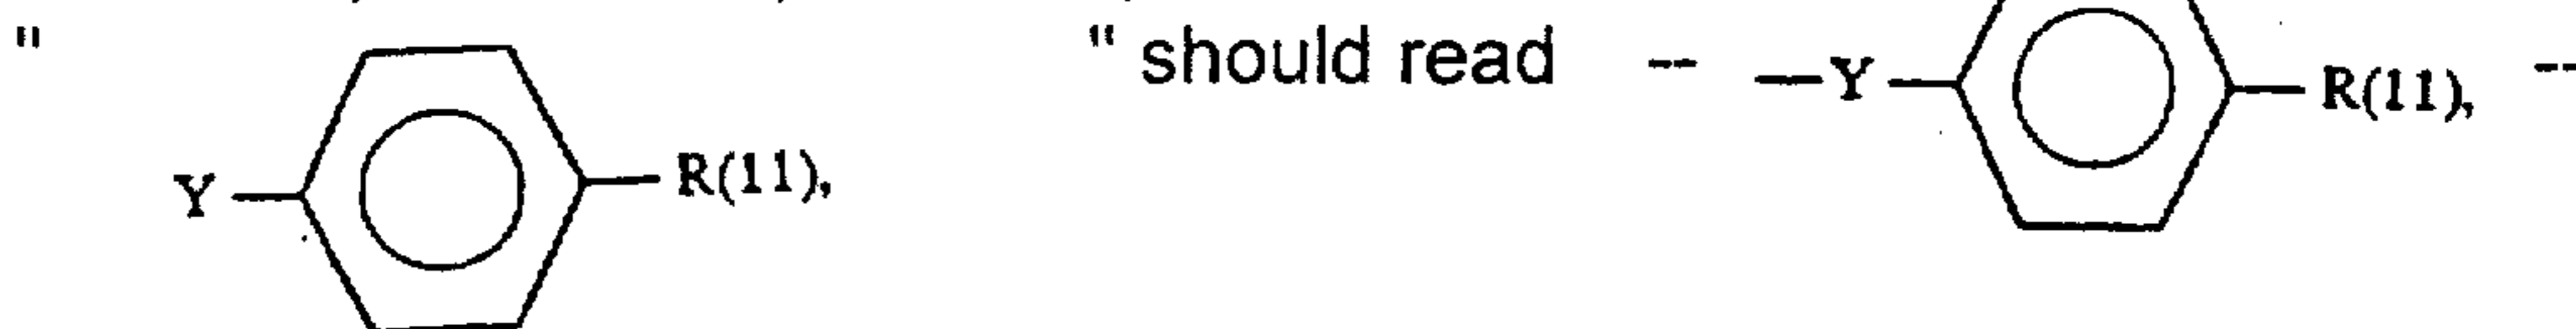 " " should read -- —Y— R(11), --
Y— R(11),